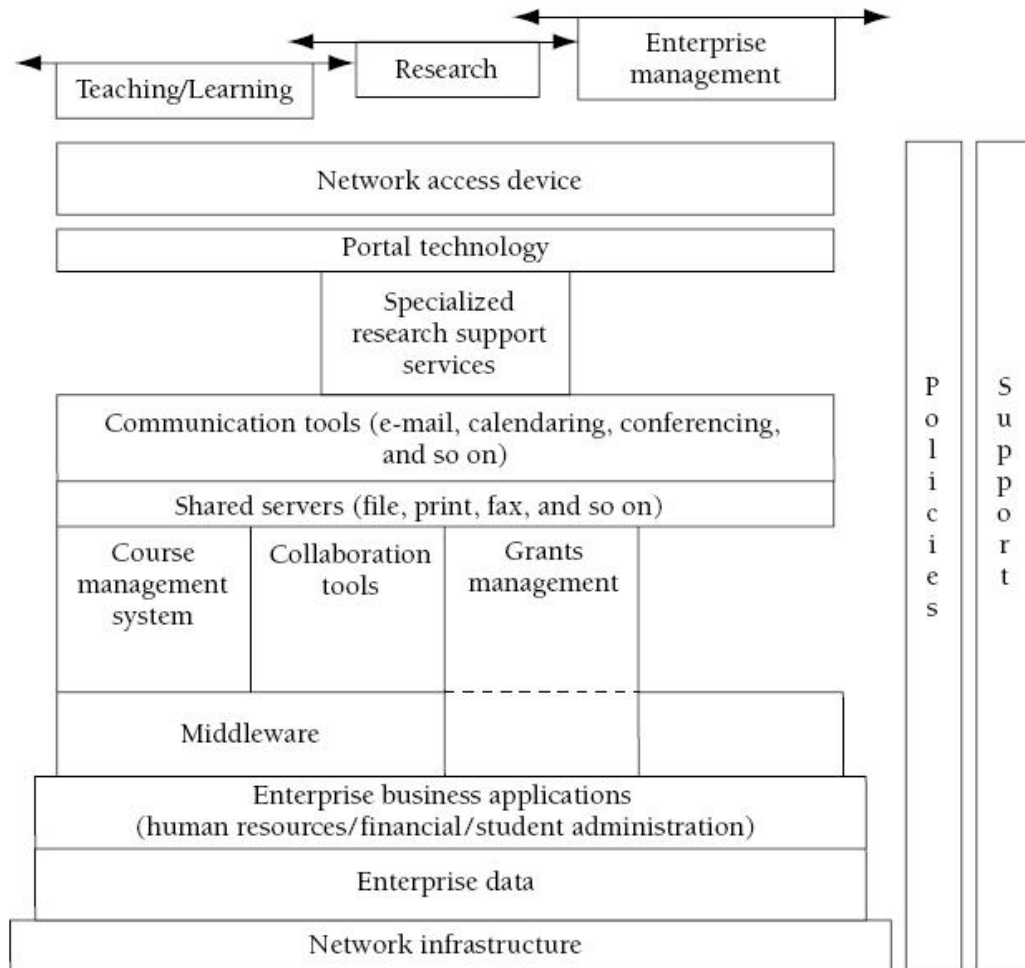 Teaching/Learning
Research
Enterprise
management
Network access device
Portal technology
Specialized
research support
services
Communication tools (e-mail, calendaring, conferencing,
and so on)
Shared servers (file, print, fax, and so on)
Course
management
system
Collaboration
tools
Grants
management
Middleware
Enterprise business applications
(human resources/financial/student administration)
Enterprise data
Network infrastructure
Policies
Support